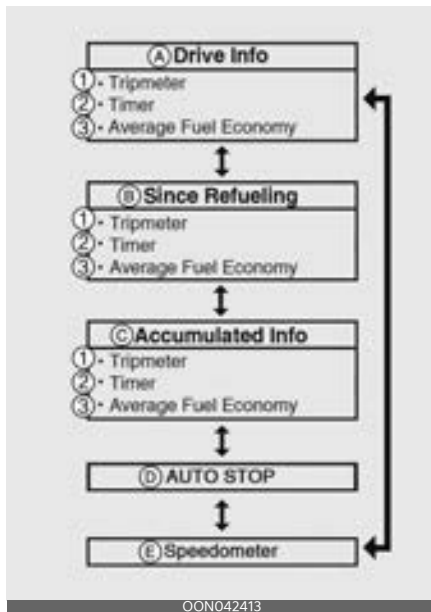 Ⓐ Drive Info
① • Tripmeter
② • Timer
③ • Average Fuel Economy
Ⓑ Since Refueling
① • Tripmeter
② • Timer
③ • Average Fuel Economy
Ⓒ Accumulated Info
① • Tripmeter
② • Timer
③ • Average Fuel Economy
Ⓓ AUTO STOP
Ⓔ Speedometer
OON042413